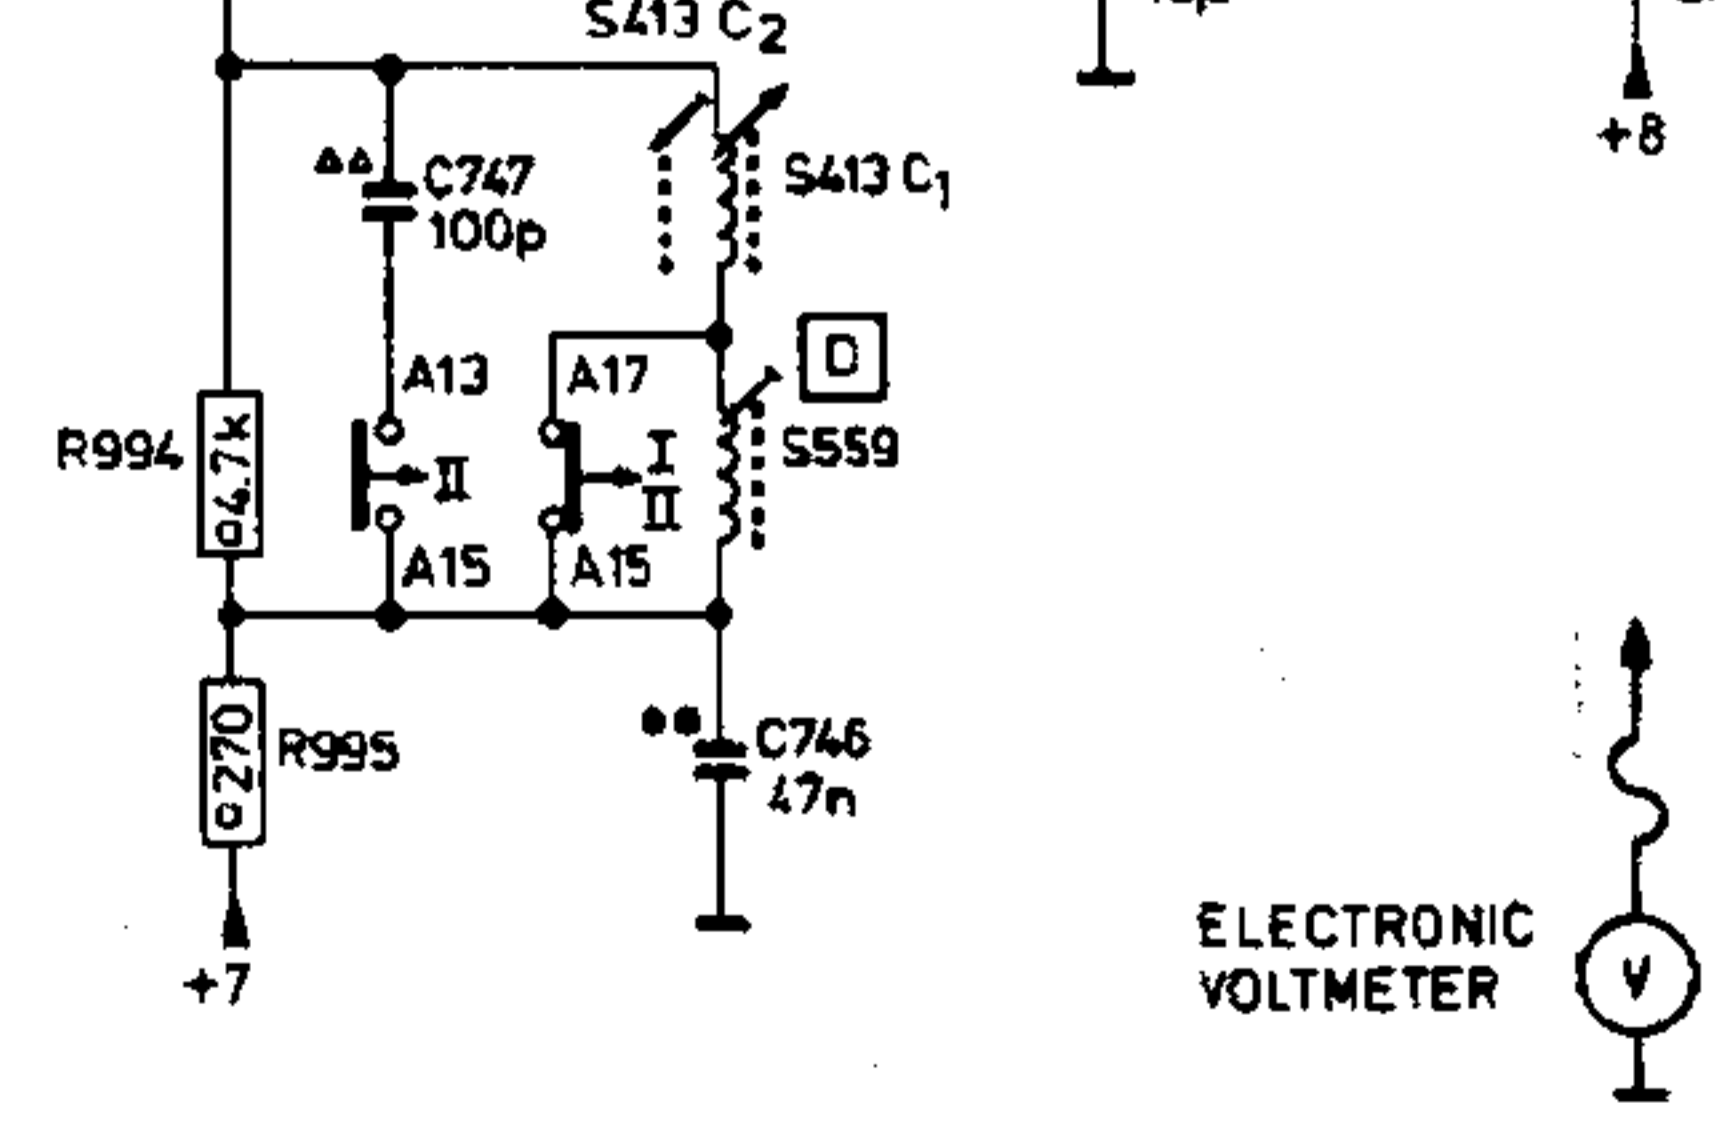 S413 C2
+8
C747
100p
S413 C1
A13
A17
D
R994
4.7k
II
I
II
S559
A15
A15
270
R995
C746
47n
+7
ELECTRONIC
VOLTMETER
V